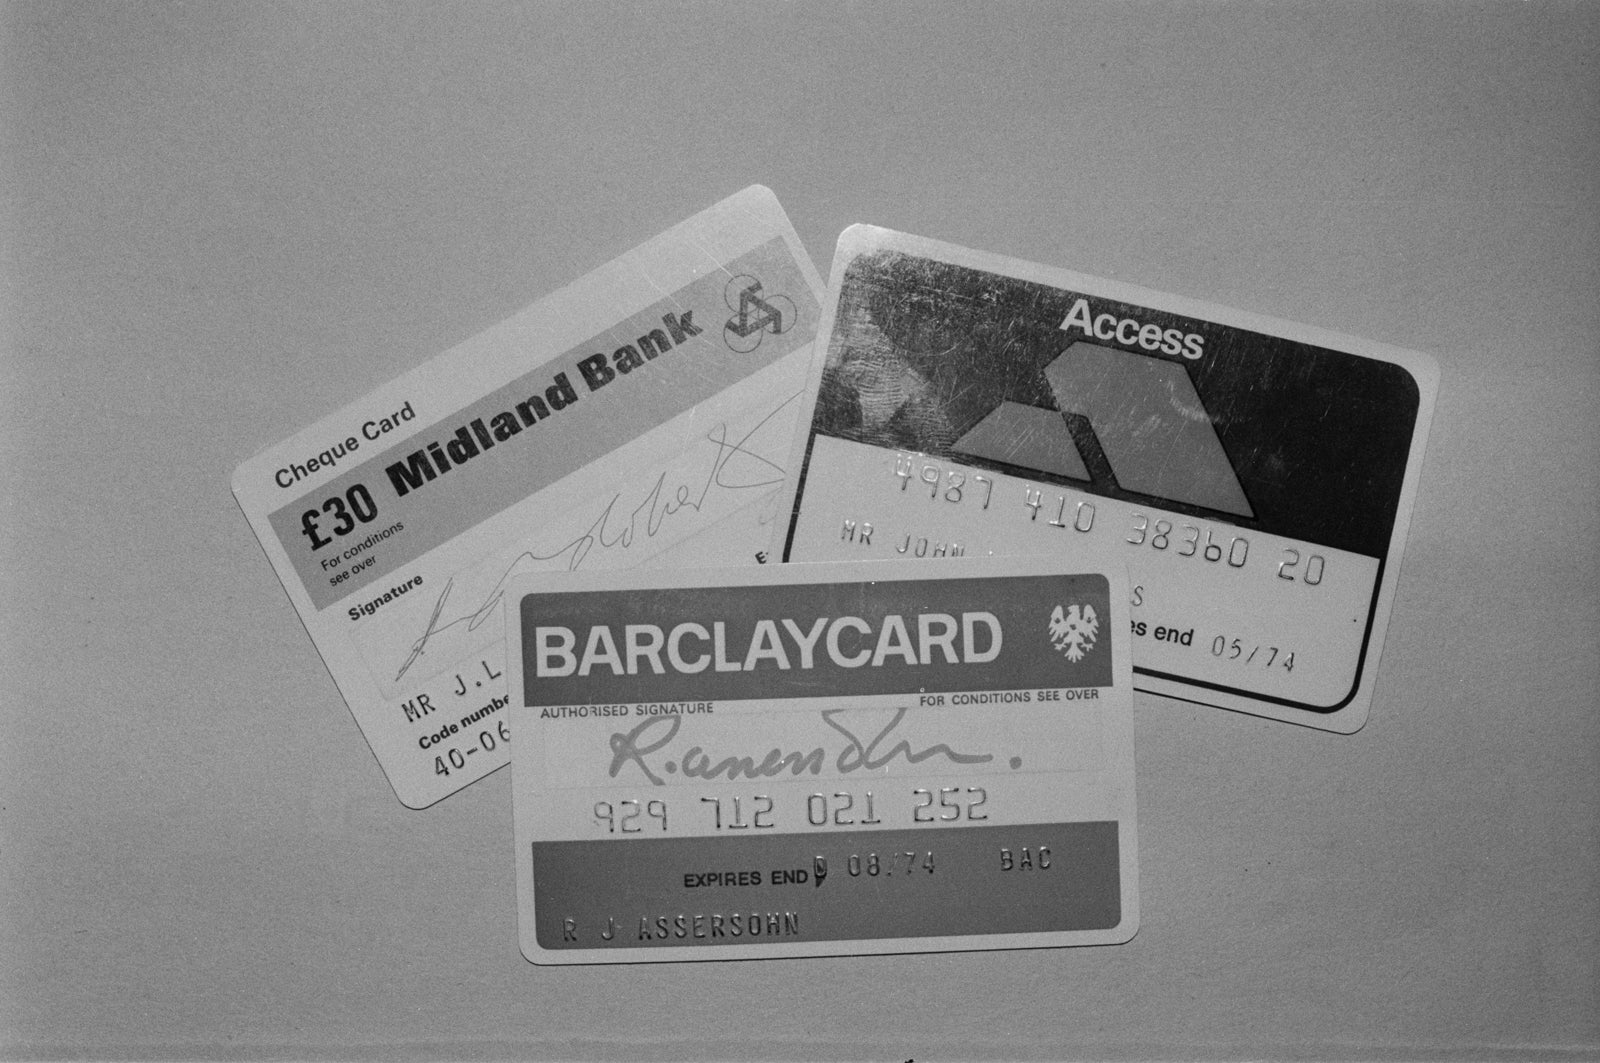 Cheque Card
£30 Midland Bank
For conditions
see over
Signature
MR J.L
Code numbe
40-06
Access
4987 410 38360 20
MR JOHN
S
es end 05/74
BARCLAYCARD
AUTHORISED SIGNATURE
FOR CONDITIONS SEE OVER
929 712 021 252
EXPIRES END 08/74 BAC
R J ASSERSOHN